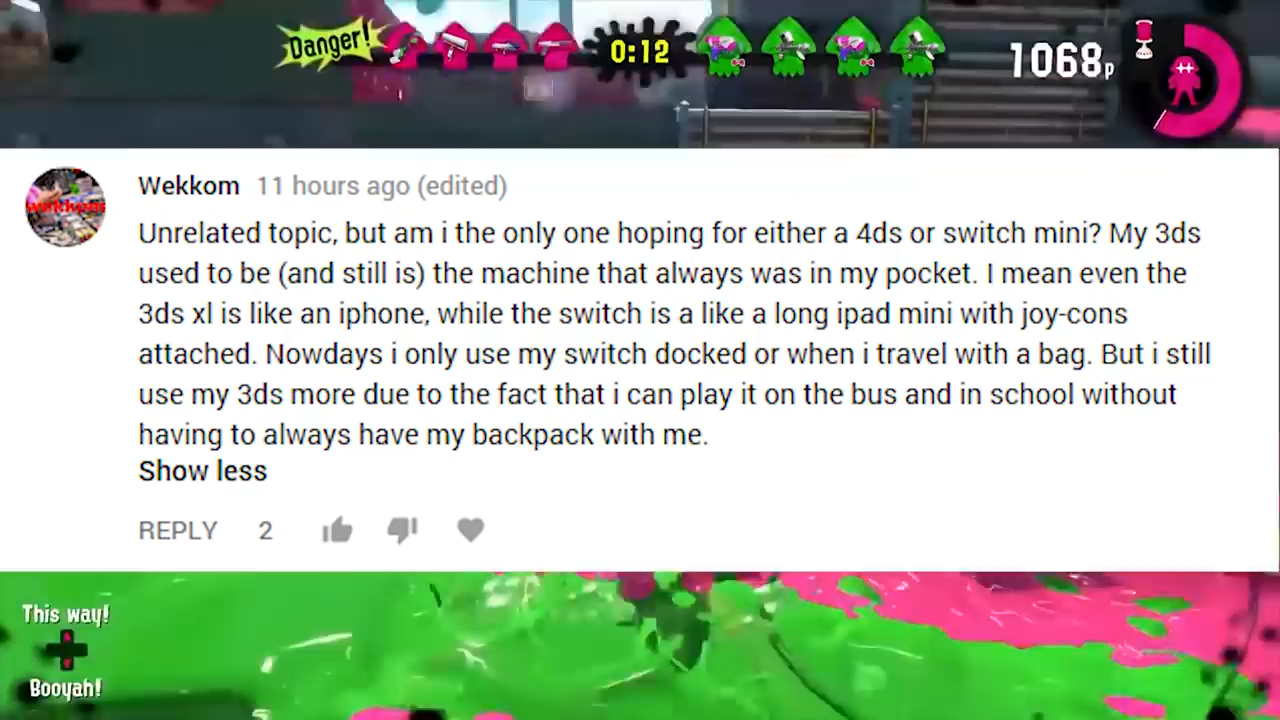 Danger!
0:12
1068p
Wekkom 11 hours ago (edited)
Unrelated topic, but am i the only one hoping for either a 4ds or switch mini? My 3ds
used to be (and still is) the machine that always was in my pocket. I mean even the
3ds xl is like an iphone, while the switch is a like a long ipad mini with joy-cons
attached. Nowdays i only use my switch docked or when i travel with a bag. But i still
use my 3ds more due to the fact that i can play it on the bus and in school without
having to always have my backpack with me.
Show less
REPLY 2
This way!
Booyah!